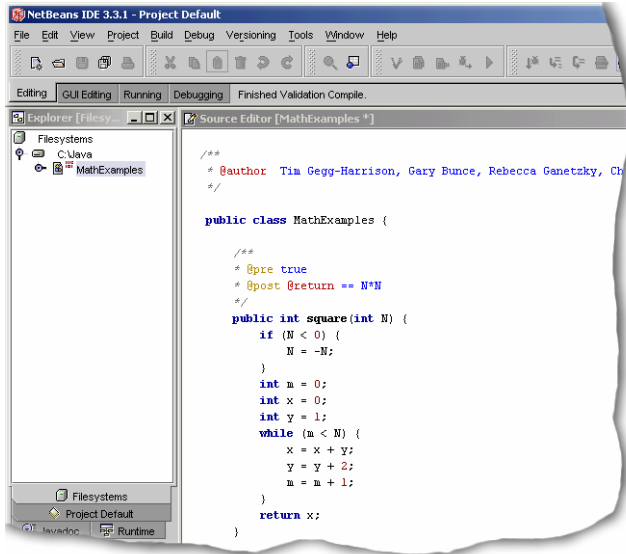 NetBeans IDE 3.3.1 - Project Default
File Edit View Project Build Debug Versioning Tools Window Help
Editing GUI Editing Running Debugging Finished Validation Compile.
Explorer [Filesy...
Filesystems
C:\Java
MathExamples
Filesystems
Project Default
Javadoc Runtime
Source Editor [MathExamples *]
/**
* @author Tim Gegg-Harrison, Gary Bunce, Rebecca Ganetzky, Ch
*/
public class MathExamples {
/**
* @pre true
* @post @return == N*N
*/
public int square(int N) {
if (N < 0) {
N = -N;
}
int m = 0;
int x = 0;
int y = 1;
while (m < N) {
x = x + y;
y = y + 2;
m = m + 1;
}
return x;
}